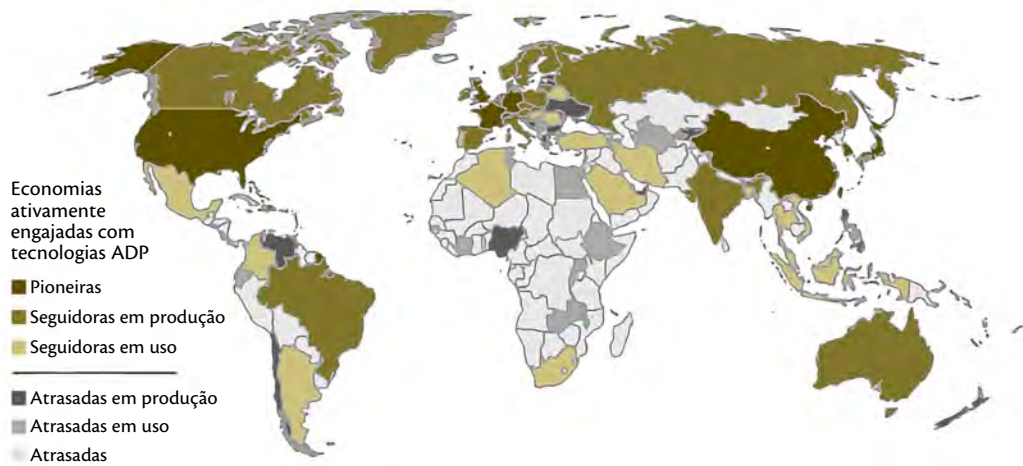 Economias
ativamente
engajadas com
tecnologias ADP
Pioneiras
Seguidoras em produção
Seguidoras em uso
Atrasadas em produção
Atrasadas em uso
Atrasadas